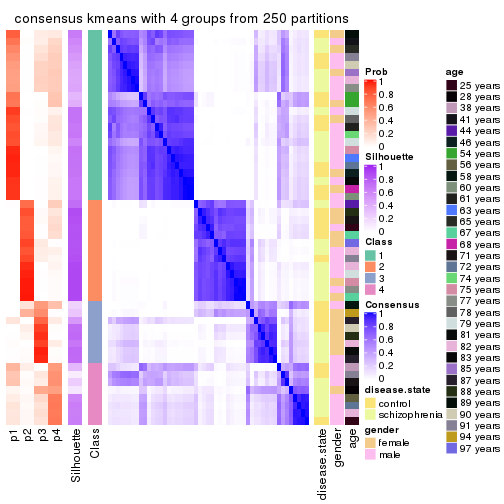 consensus kmeans with 4 groups from 250 partitions
Prob
1
0.8
0.6
0.4
0.2
0
Silhouette
1
0.8
0.6
0.4
0.2
0
Class
1
2
3
4
Consensus
1
0.8
0.6
0.4
0.2
0
disease.state
control
schizophrenia
gender
female
male
age
25 years
28 years
38 years
41 years
44 years
46 years
54 years
56 years
58 years
60 years
61 years
63 years
65 years
67 years
68 years
71 years
72 years
74 years
75 years
77 years
78 years
79 years
81 years
82 years
83 years
85 years
87 years
88 years
89 years
90 years
91 years
94 years
97 years
p1
p2
p3
p4
Silhouette
Class
disease.state
gender
age